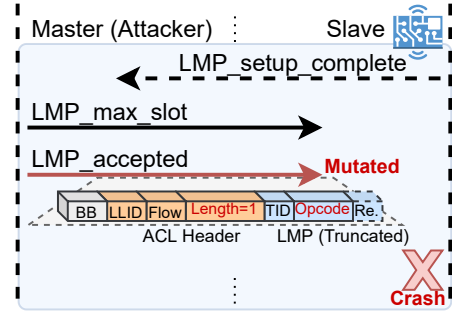 Master (Attacker) Slave
LMP_setup_complete
LMP_max_slot
LMP_accepted
Mutated
BB LLID Flow Length=1 TID Opcode Re.
ACL Header LMP (Truncated)
Crash